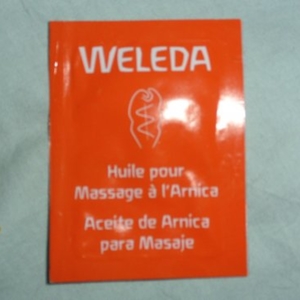 WELEDA
Huile pour
Massage à l'Arnica
Aceite de Arnica
para Masaje